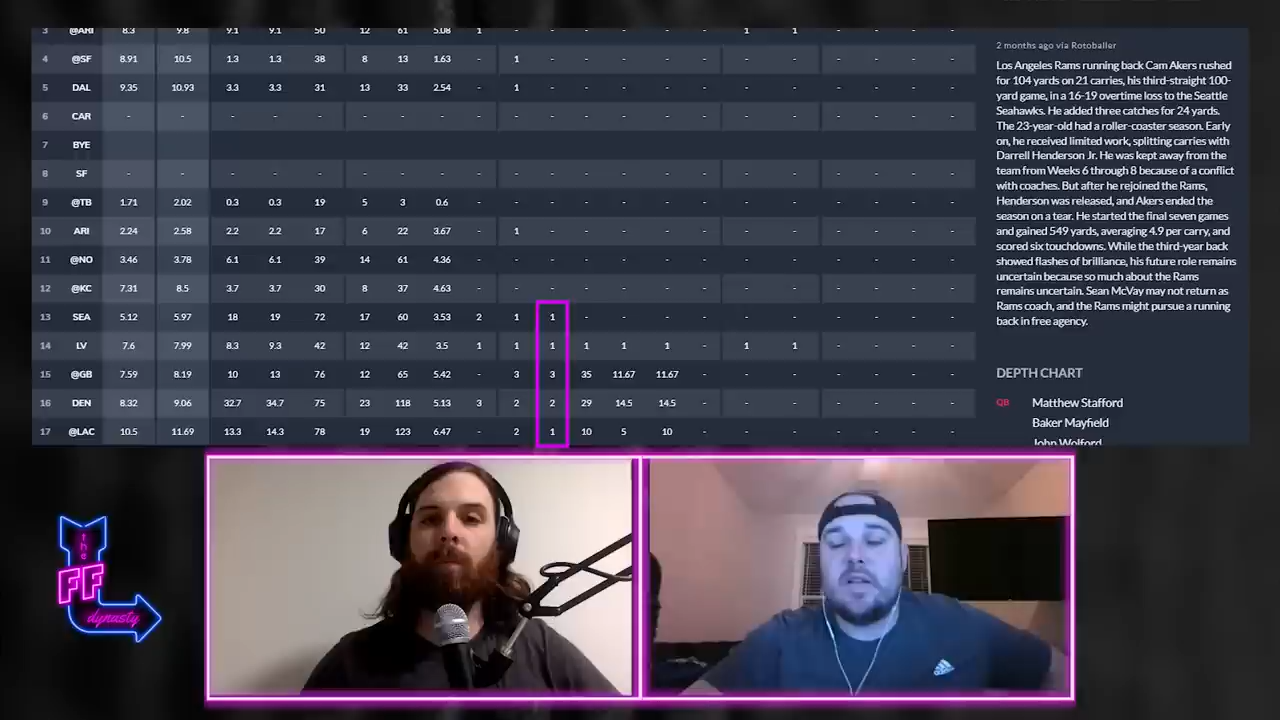 3 @ARI 8.3 9.8 9.1 9.1 50 12 61 5.08 1 - - - - - - 1 1 - - - -
4 @SF 8.91 10.5 1.3 1.3 38 8 13 1.63 - 1 - - - - - - - - - - -
5 DAL 9.35 10.93 3.3 3.3 31 13 33 2.54 - 1 - - - - - - - - - - -
6 CAR - - - - - - - - - - - - - - - - - - - - -
7 BYE
8 SF - - - - - - - - - - - - - - - - - - - - -
9 @TB 1.71 2.02 0.3 0.3 19 5 3 0.6 - - - - - - - - - - - - -
10 ARI 2.24 2.58 2.2 2.2 17 6 22 3.67 - 1 - - - - - - - - - - -
11 @NO 3.46 3.78 6.1 6.1 39 14 61 4.36 - - - - - - - - - - - - -
12 @KC 7.31 8.5 3.7 3.7 30 8 37 4.63 - - - - - - - - - - - - -
13 SEA 5.12 5.97 18 19 72 17 60 3.53 2 1 1 - - - - - - - - - -
14 LV 7.6 7.99 8.3 9.3 42 12 42 3.5 1 1 1 1 1 1 - 1 1 - - - -
15 @GB 7.59 8.19 10 13 76 12 65 5.42 - 3 3 35 11.67 11.67 - - - - - - -
16 DEN 8.32 9.06 32.7 34.7 75 23 118 5.13 3 2 2 29 14.5 14.5 - - - - - - -
17 @LAC 10.5 11.69 13.3 14.3 78 19 123 6.47 - 2 1 10 5 10 - - - - - - -
2 months ago via Rotoballer
Los Angeles Rams running back Cam Akers rushed
for 104 yards on 21 carries, his third-straight 100-
yard game, in a 16-19 overtime loss to the Seattle
Seahawks. He added three catches for 24 yards.
The 23-year-old had a roller-coaster season. Early
on, he received limited work, splitting carries with
Darrell Henderson Jr. He was kept away from the
team from Weeks 6 through 8 because of a conflict
with coaches. But after he rejoined the Rams,
Henderson was released, and Akers ended the
season on a tear. He started the final seven games
and gained 549 yards, averaging 4.9 per carry, and
scored six touchdowns. While the third-year back
showed flashes of brilliance, his future role remains
uncertain because so much about the Rams
remains uncertain. Sean McVay may not return as
Rams coach, and the Rams might pursue a running
back in free agency.
DEPTH CHART
QB Matthew Stafford
Baker Mayfield
John Wolford
the
FF
dynasty